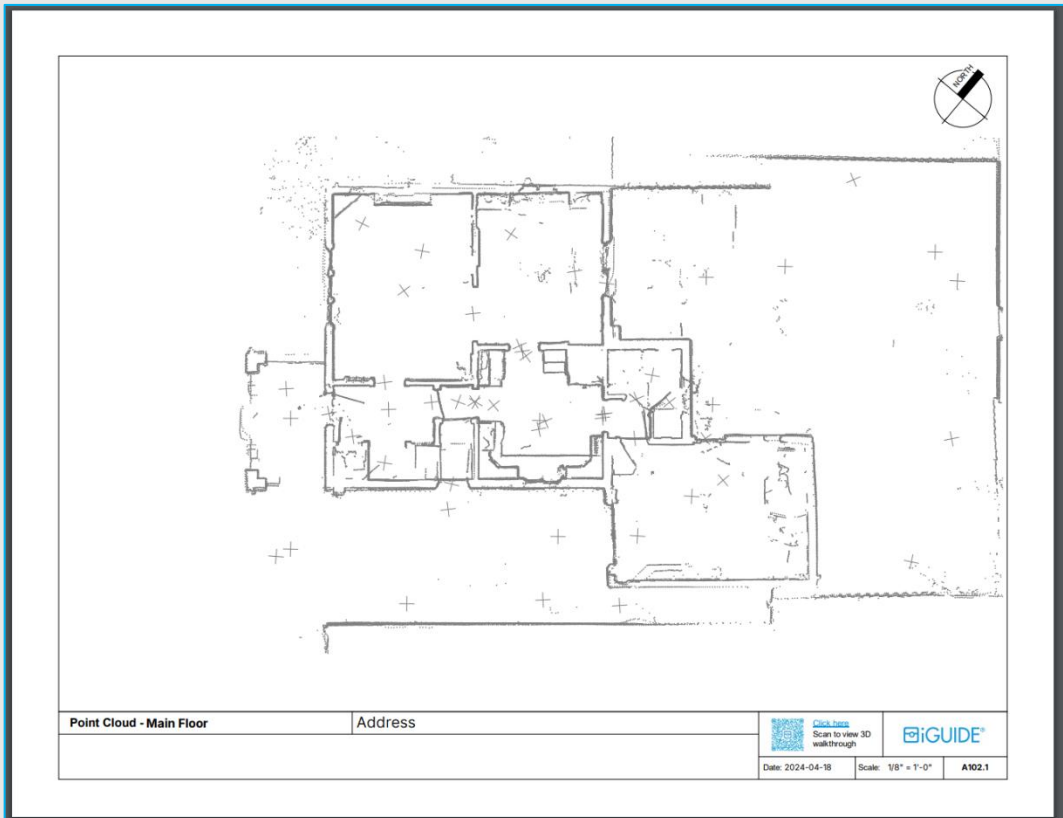 NORTH
Point Cloud - Main Floor
Address
Click here
Scan to view 3D
walkthrough
iGUIDE®
Date: 2024-04-18
Scale: 1/8" = 1'-0"
A102.1